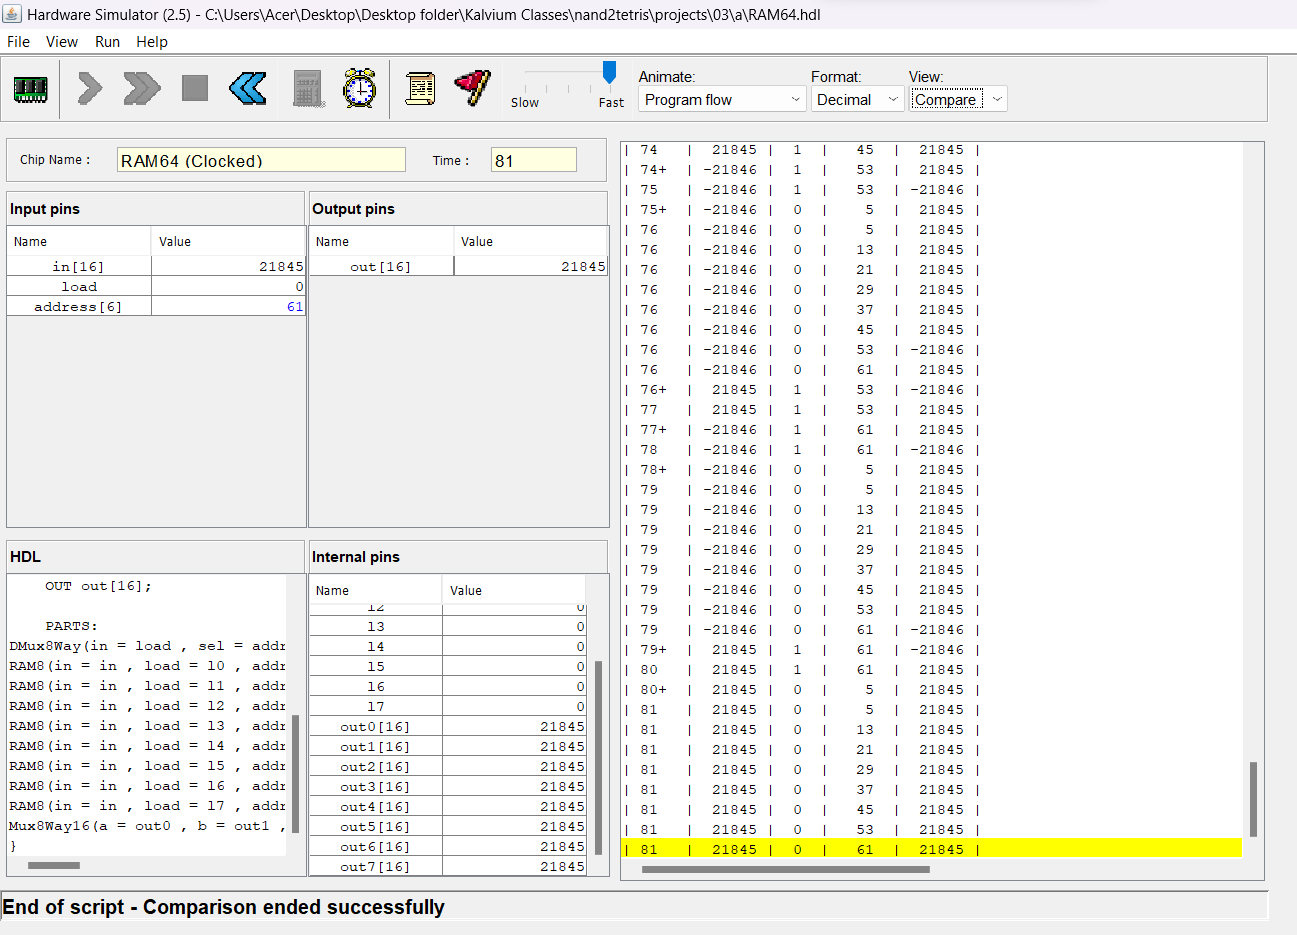 Hardware Simulator (2.5) - C:\Users\Acer\Desktop\Desktop folder\Kalvium Classes\nand2tetris\projects\03\a\RAM64.hdl
File View Run Help
Slow Fast
Animate: Format: View:
Program flow Decimal Compare
Chip Name : RAM64 (Clocked) Time : 81
Input pins
Name Value
in[16] 21845
load 0
address[6] 61
Output pins
Name Value
out[16] 21845
HDL
OUT out[16];
PARTS:
DMux8Way(in = load , sel = addr
RAM8(in = in , load = l0 , addr
RAM8(in = in , load = l1 , addr
RAM8(in = in , load = l2 , addr
RAM8(in = in , load = l3 , addr
RAM8(in = in , load = l4 , addr
RAM8(in = in , load = l5 , addr
RAM8(in = in , load = l6 , addr
RAM8(in = in , load = l7 , addr
Mux8Way16(a = out0 , b = out1 ,
}
Internal pins
Name Value
l2 0
l3 0
l4 0
l5 0
l6 0
l7 0
out0[16] 21845
out1[16] 21845
out2[16] 21845
out3[16] 21845
out4[16] 21845
out5[16] 21845
out6[16] 21845
out7[16] 21845
| 74 | 21845 | 1 | 45 | 21845 |
| 74+ | -21846 | 1 | 53 | 21845 |
| 75 | -21846 | 1 | 53 | -21846 |
| 75+ | -21846 | 0 | 5 | 21845 |
| 76 | -21846 | 0 | 5 | 21845 |
| 76 | -21846 | 0 | 13 | 21845 |
| 76 | -21846 | 0 | 21 | 21845 |
| 76 | -21846 | 0 | 29 | 21845 |
| 76 | -21846 | 0 | 37 | 21845 |
| 76 | -21846 | 0 | 45 | 21845 |
| 76 | -21846 | 0 | 53 | -21846 |
| 76 | -21846 | 0 | 61 | 21845 |
| 76+ | 21845 | 1 | 53 | -21846 |
| 77 | 21845 | 1 | 53 | 21845 |
| 77+ | -21846 | 1 | 61 | 21845 |
| 78 | -21846 | 1 | 61 | -21846 |
| 78+ | -21846 | 0 | 5 | 21845 |
| 79 | -21846 | 0 | 5 | 21845 |
| 79 | -21846 | 0 | 13 | 21845 |
| 79 | -21846 | 0 | 21 | 21845 |
| 79 | -21846 | 0 | 29 | 21845 |
| 79 | -21846 | 0 | 37 | 21845 |
| 79 | -21846 | 0 | 45 | 21845 |
| 79 | -21846 | 0 | 53 | 21845 |
| 79 | -21846 | 0 | 61 | -21846 |
| 79+ | 21845 | 1 | 61 | -21846 |
| 80 | 21845 | 1 | 61 | 21845 |
| 80+ | 21845 | 0 | 5 | 21845 |
| 81 | 21845 | 0 | 5 | 21845 |
| 81 | 21845 | 0 | 13 | 21845 |
| 81 | 21845 | 0 | 21 | 21845 |
| 81 | 21845 | 0 | 29 | 21845 |
| 81 | 21845 | 0 | 37 | 21845 |
| 81 | 21845 | 0 | 45 | 21845 |
| 81 | 21845 | 0 | 53 | 21845 |
| 81 | 21845 | 0 | 61 | 21845 |
End of script - Comparison ended successfully